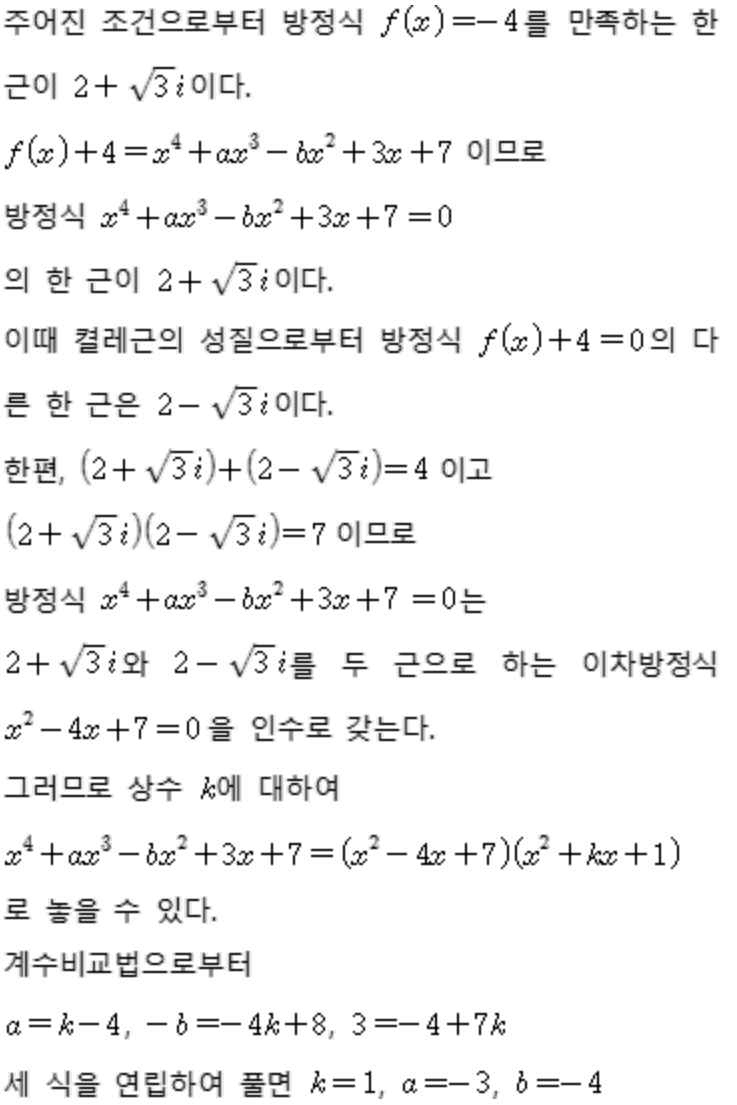 주어진 조건으로부터 방정식 f(x)=-4를 만족하는 한
근이 2+√3i이다.
f(x)+4=x⁴+ax³-bx²+3x+7 이므로
방정식 x⁴+ax³-bx²+3x+7=0
의 한 근이 2+√3i이다.
이때 켤레근의 성질으로부터 방정식 f(x)+4=0의 다
른 한 근은 2-√3i이다.
한편, (2+√3i)+(2-√3i)=4 이고
(2+√3i)(2-√3i)=7 이므로
방정식 x⁴+ax³-bx²+3x+7=0는
2+√3i와 2-√3i를 두 근으로 하는 이차방정식
x²-4x+7=0을 인수로 갖는다.
그러므로 상수 k에 대하여
x⁴+ax³-bx²+3x+7=(x²-4x+7)(x²+kx+1)
로 놓을 수 있다.
계수비교법으로부터
a=k-4, -b=-4k+8, 3=-4+7k
세 식을 연립하여 풀면 k=1, a=-3, b=-4